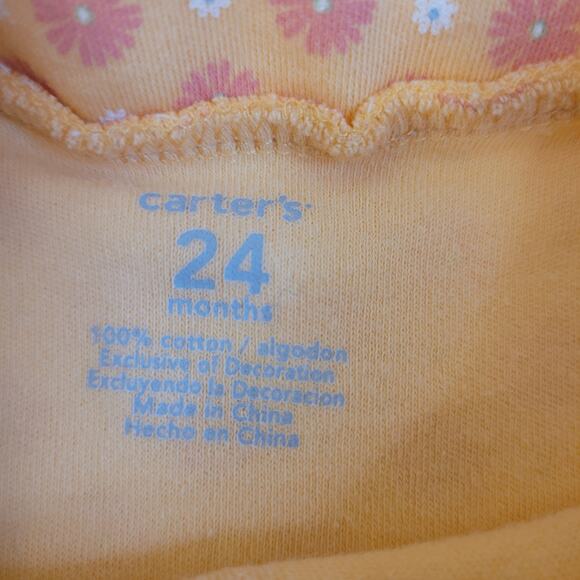 carter's
24
months
100% cotton / algodon
Exclusive of Decoration
Excluyendo la Decoracion
Made in China
Hecho en China